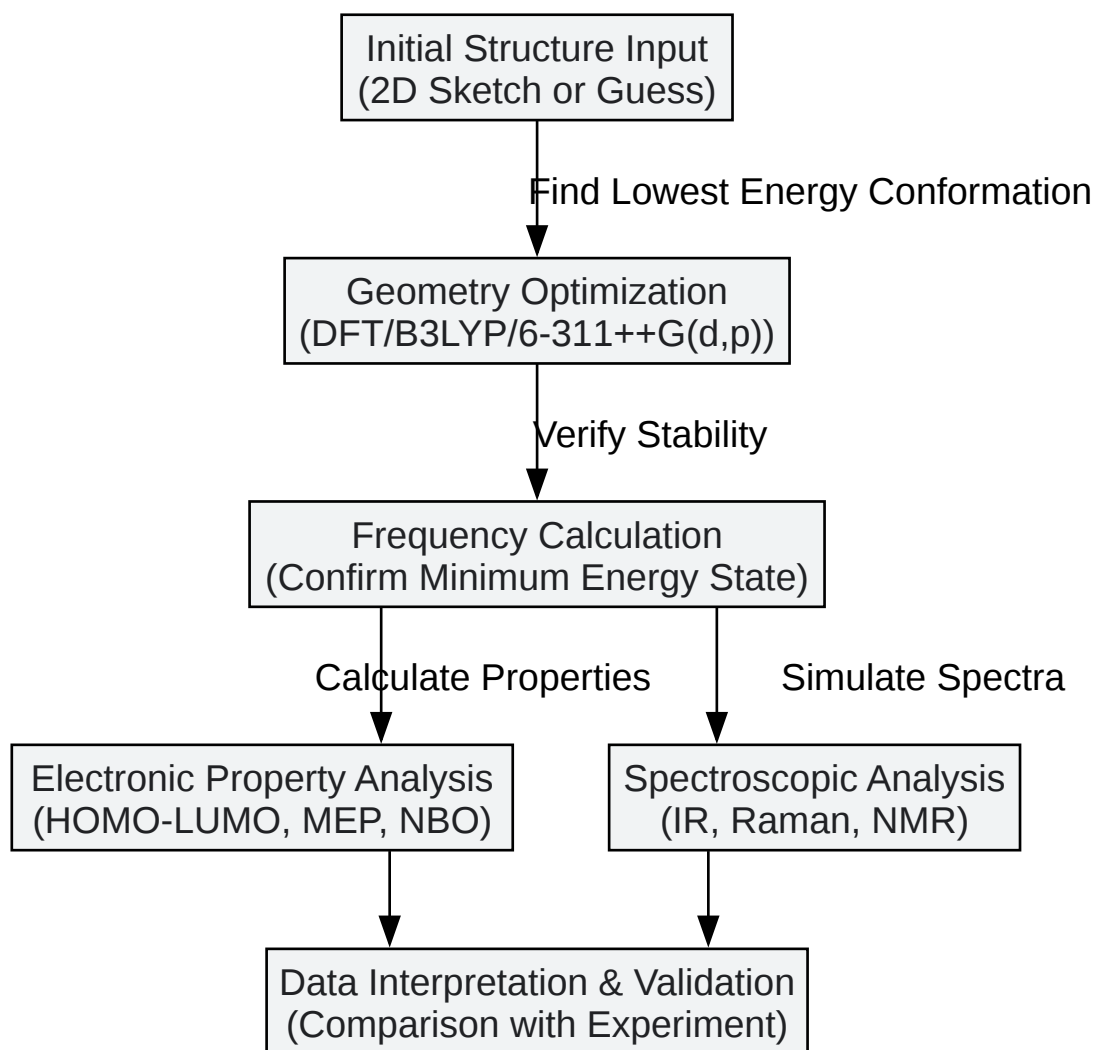 Initial Structure Input
(2D Sketch or Guess)
Find Lowest Energy Conformation
Geometry Optimization
(DFT/B3LYP/6-311++G(d,p))
Verify Stability
Frequency Calculation
(Confirm Minimum Energy State)
Calculate Properties
Simulate Spectra
Electronic Property Analysis
(HOMO-LUMO, MEP, NBO)
Spectroscopic Analysis
(IR, Raman, NMR)
Data Interpretation & Validation
(Comparison with Experiment)